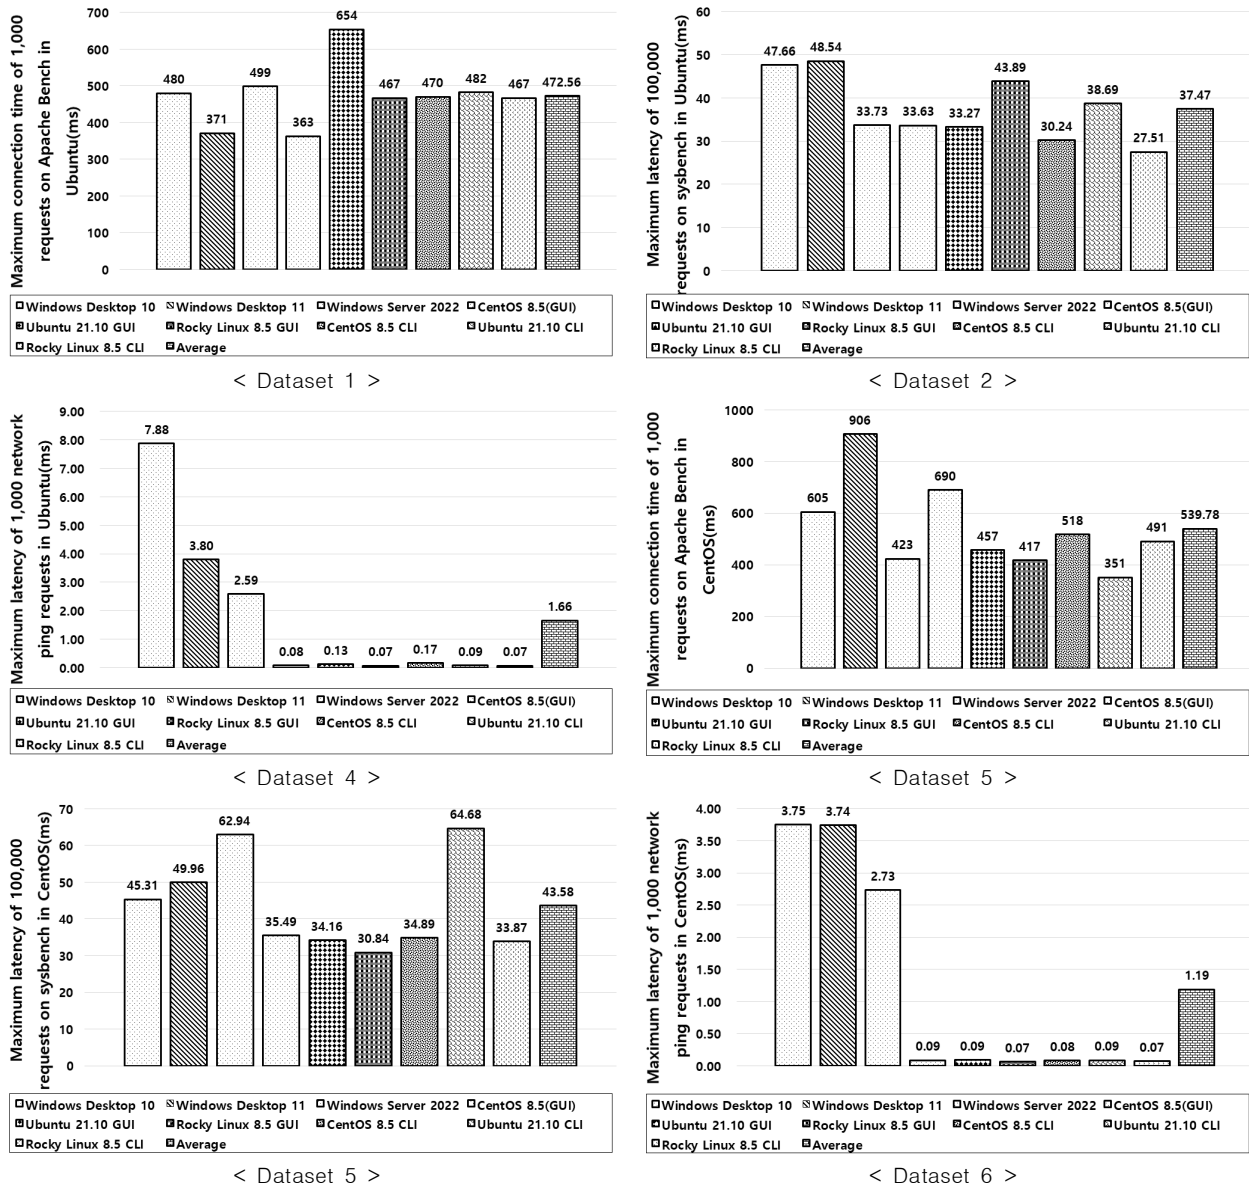 Maximum connection time of 1,000
requests on Apache Bench in
Ubuntu(ms)
700
600
500
400
300
200
100
0
480
371
499
363
654
467
470
482
467
472.56
□Windows Desktop 10 Windows Desktop 11 □Windows Server 2022 □CentOS 8.5(GUI)
Ubuntu 21.10 GUI Rocky Linux 8.5 GUI CentOS 8.5 CLI Ubuntu 21.10 CLI
Rocky Linux 8.5 CLI Average
< Dataset 1 >
Maximum latency of 100,000
requests on sysbench in Ubuntu(ms)
60
50
40
30
20
10
0
47.66
48.54
33.73
33.63
33.27
43.89
30.24
38.69
27.51
37.47
□Windows Desktop 10 Windows Desktop 11 □Windows Server 2022 □CentOS 8.5(GUI)
Ubuntu 21.10 GUI Rocky Linux 8.5 GUI CentOS 8.5 CLI Ubuntu 21.10 CLI
Rocky Linux 8.5 CLI Average
< Dataset 2 >
Maximum latency of 1,000 network
ping requests in Ubuntu(ms)
9.00
8.00
7.00
6.00
5.00
4.00
3.00
2.00
1.00
0.00
7.88
3.80
2.59
0.08
0.13
0.07
0.17
0.09
0.07
1.66
□Windows Desktop 10 Windows Desktop 11 □Windows Server 2022 □CentOS 8.5(GUI)
Ubuntu 21.10 GUI Rocky Linux 8.5 GUI CentOS 8.5 CLI Ubuntu 21.10 CLI
Rocky Linux 8.5 CLI Average
< Dataset 4 >
Maximum connection time of 1,000
requests on Apache Bench in
CentOS(ms)
1000
800
600
400
200
0
605
906
423
690
457
417
518
351
491
539.78
□Windows Desktop 10 Windows Desktop 11 □Windows Server 2022 □CentOS 8.5(GUI)
Ubuntu 21.10 GUI Rocky Linux 8.5 GUI CentOS 8.5 CLI Ubuntu 21.10 CLI
Rocky Linux 8.5 CLI Average
< Dataset 5 >
Maximum latency of 100,000
requests on sysbench in CentOS(ms)
70
60
50
40
30
20
10
0
45.31
49.96
62.94
35.49
34.16
30.84
34.89
64.68
33.87
43.58
□Windows Desktop 10 Windows Desktop 11 □Windows Server 2022 □CentOS 8.5(GUI)
Ubuntu 21.10 GUI Rocky Linux 8.5 GUI CentOS 8.5 CLI Ubuntu 21.10 CLI
Rocky Linux 8.5 CLI Average
< Dataset 5 >
Maximum latency of 1,000 network
ping requests in CentOS(ms)
4.00
3.50
3.00
2.50
2.00
1.50
1.00
0.50
0.00
3.75
3.74
2.73
0.09
0.09
0.07
0.08
0.09
0.07
1.19
□Windows Desktop 10 Windows Desktop 11 □Windows Server 2022 □CentOS 8.5(GUI)
Ubuntu 21.10 GUI Rocky Linux 8.5 GUI CentOS 8.5 CLI Ubuntu 21.10 CLI
Rocky Linux 8.5 CLI Average
< Dataset 6 >